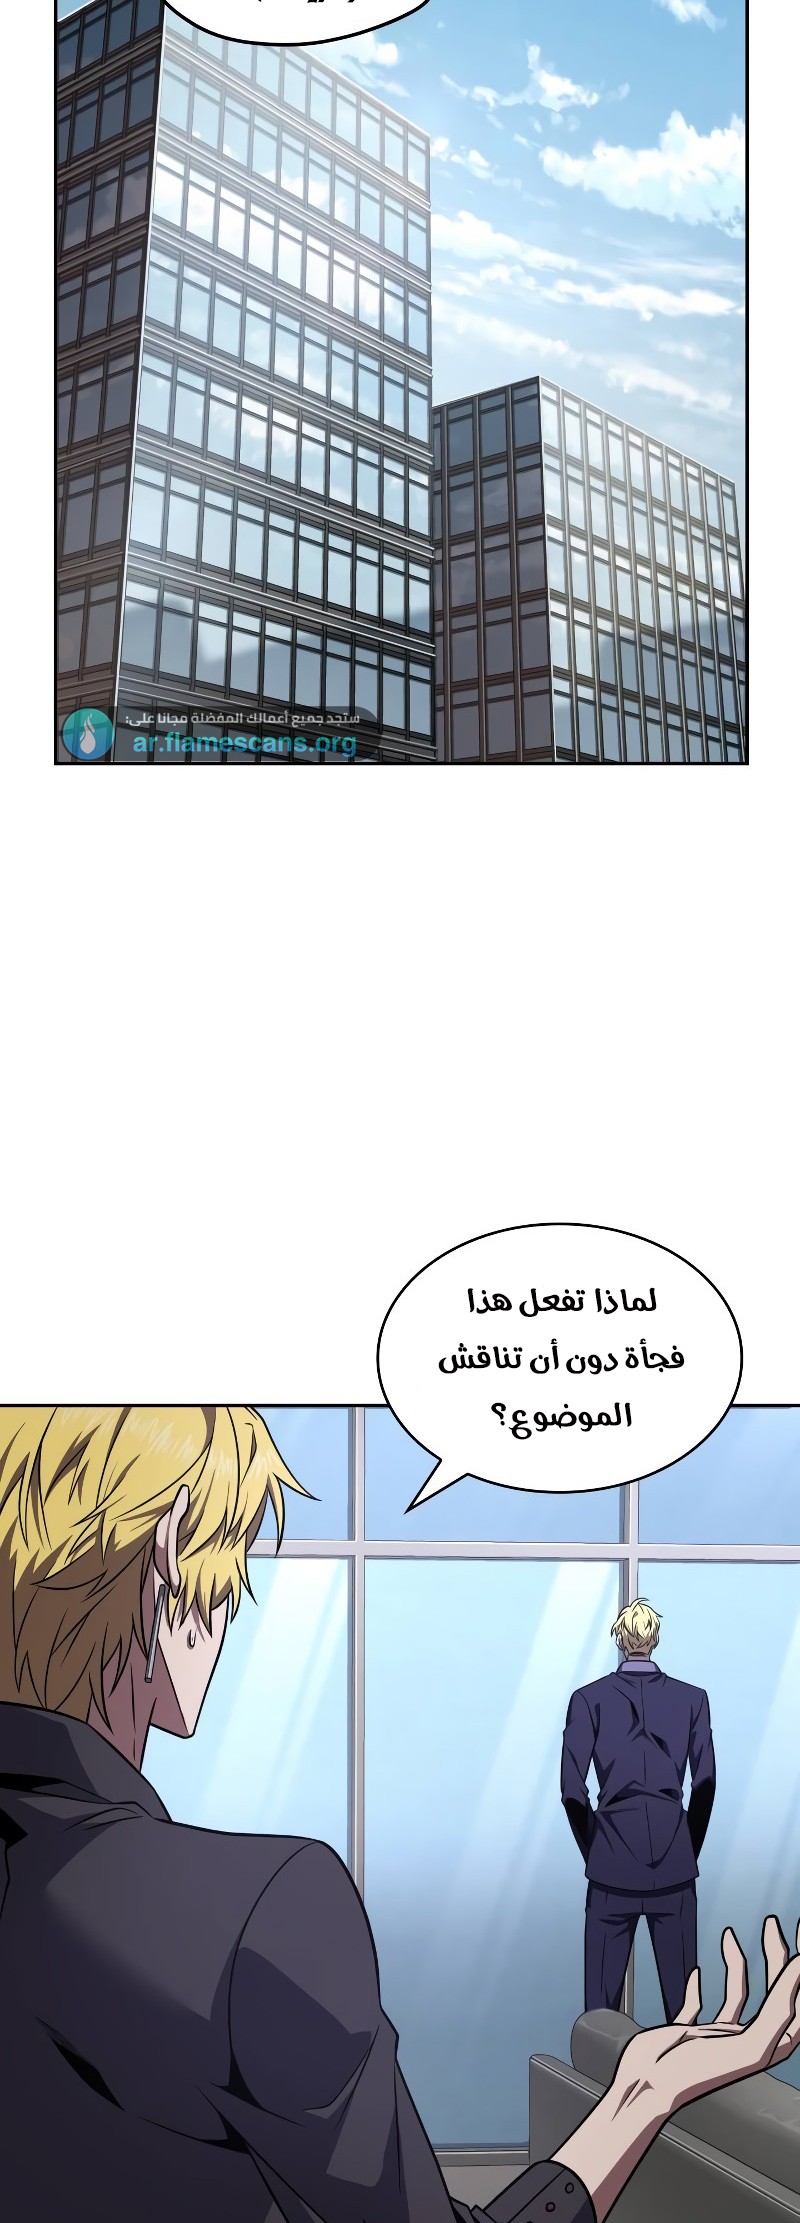 ستجد جميع أعمالك المفضلة مجانا على:
ar.flamescans.org
لماذا تفعل هذا
فجأة دون أن تناقش
الموضوع؟